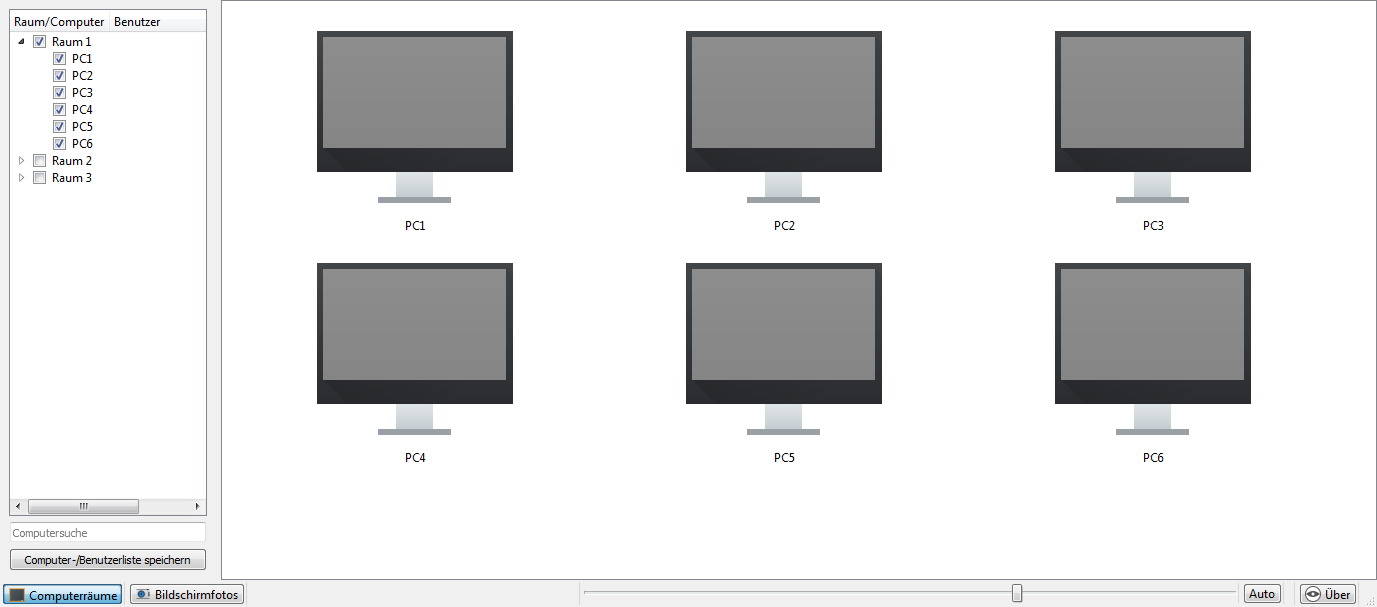 Raum/Computer Benutzer
Raum 1
PC1
PC2
PC3
PC4
PC5
PC6
Raum 2
Raum 3
Computersuche
Computer-/Benutzerliste speichern
PC1 PC2 PC3
PC4 PC5 PC6
Computerräume Bildschirmfotos Auto Über